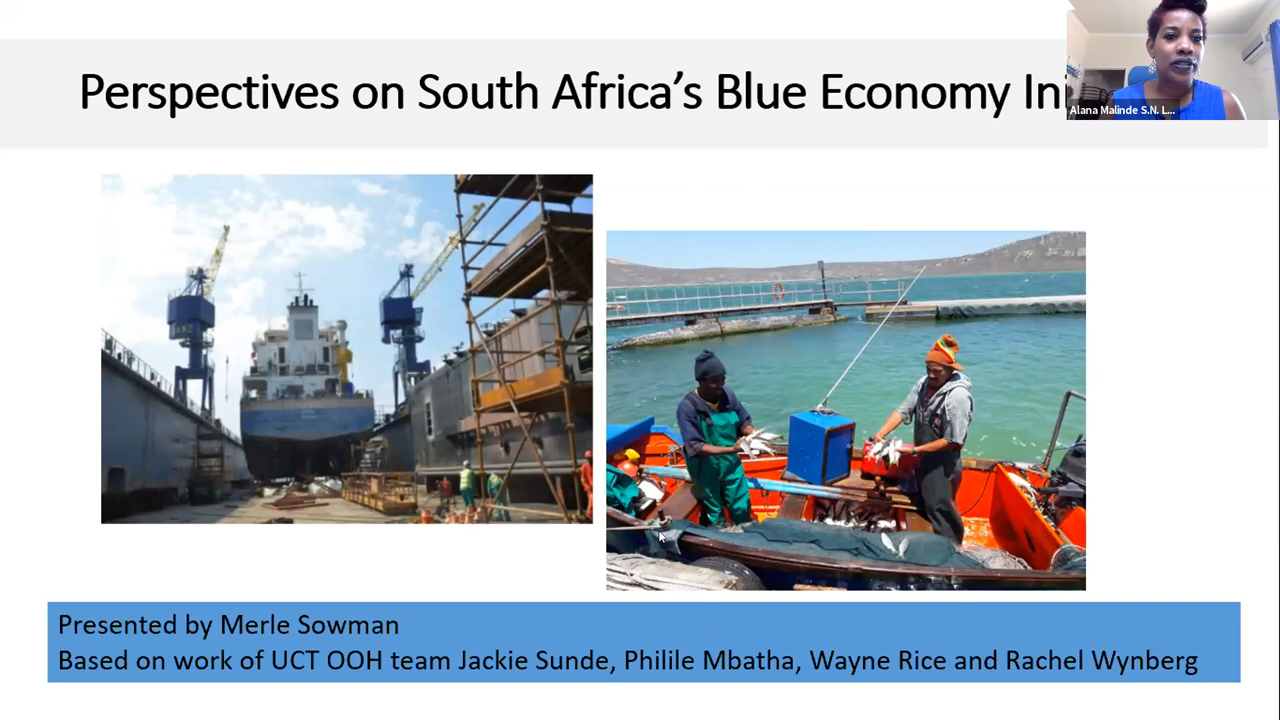 Perspectives on South Africa's Blue Economy Ini
Alana Malinde S.N. L...
Presented by Merle Sowman
Based on work of UCT OOH team Jackie Sunde, Philile Mbatha, Wayne Rice and Rachel Wynberg